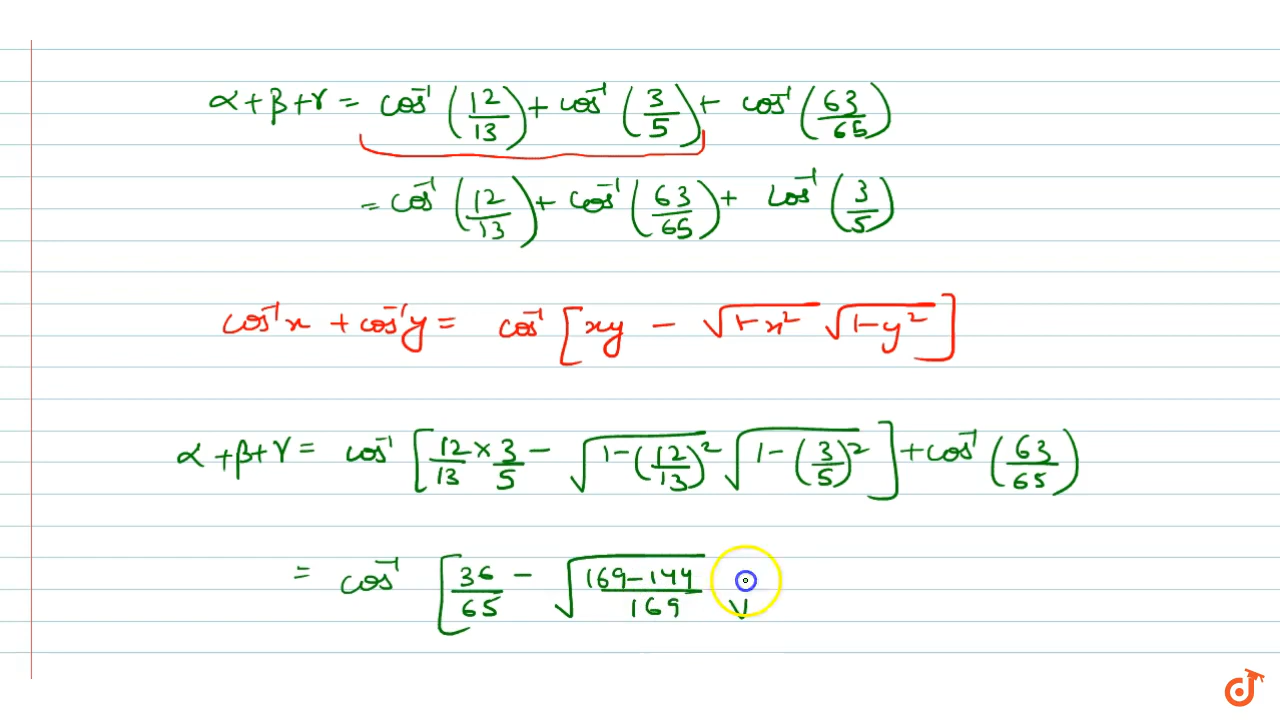 α+β+γ = cos⁻¹(12/13) + cos⁻¹(3/5) + cos⁻¹(63/65)
= cos⁻¹(12/13) + cos⁻¹(63/65) + cos⁻¹(3/5)
cos⁻¹x + cos⁻¹y = cos⁻¹[xy − √(1−x²) √(1−y²)]
α+β+γ = cos⁻¹[12/13 × 3/5 − √(1−(12/13)²) √(1−(3/5)²)] + cos⁻¹(63/65)
= cos⁻¹[36/65 − √((169−144)/169) √